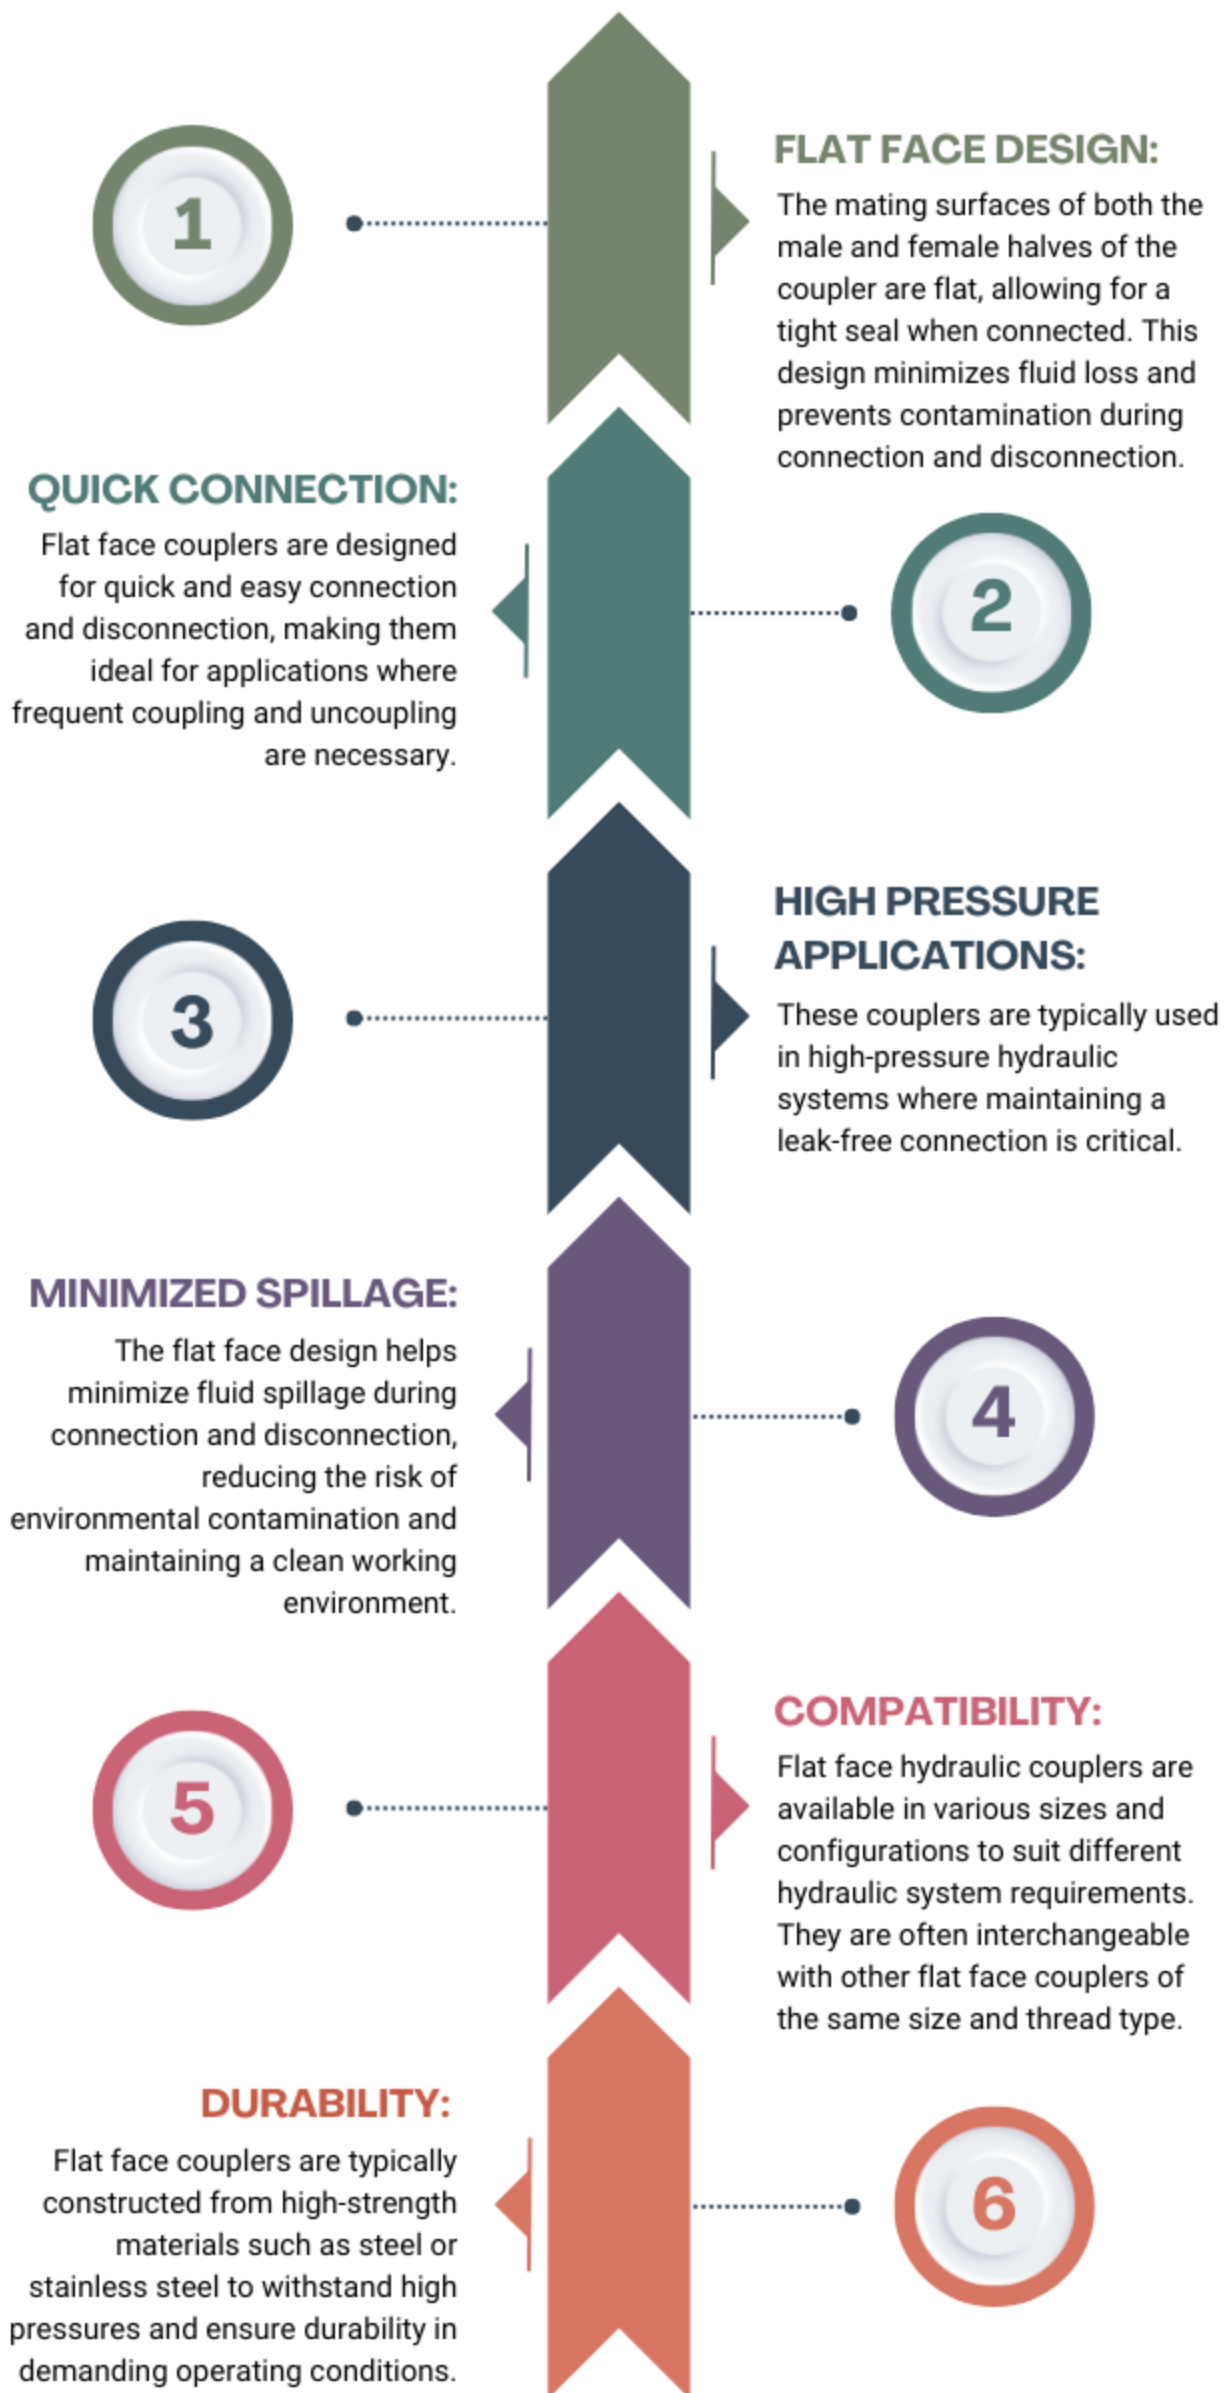 1
FLAT FACE DESIGN:
The mating surfaces of both the
male and female halves of the
coupler are flat, allowing for a
tight seal when connected. This
design minimizes fluid loss and
prevents contamination during
connection and disconnection.
QUICK CONNECTION:
Flat face couplers are designed
for quick and easy connection
and disconnection, making them
ideal for applications where
frequent coupling and uncoupling
are necessary.
2
3
HIGH PRESSURE
APPLICATIONS:
These couplers are typically used
in high-pressure hydraulic
systems where maintaining a
leak-free connection is critical.
MINIMIZED SPILLAGE:
The flat face design helps
minimize fluid spillage during
connection and disconnection,
reducing the risk of
environmental contamination and
maintaining a clean working
environment.
4
5
COMPATIBILITY:
Flat face hydraulic couplers are
available in various sizes and
configurations to suit different
hydraulic system requirements.
They are often interchangeable
with other flat face couplers of
the same size and thread type.
DURABILITY:
Flat face couplers are typically
constructed from high-strength
materials such as steel or
stainless steel to withstand high
pressures and ensure durability in
demanding operating conditions.
6